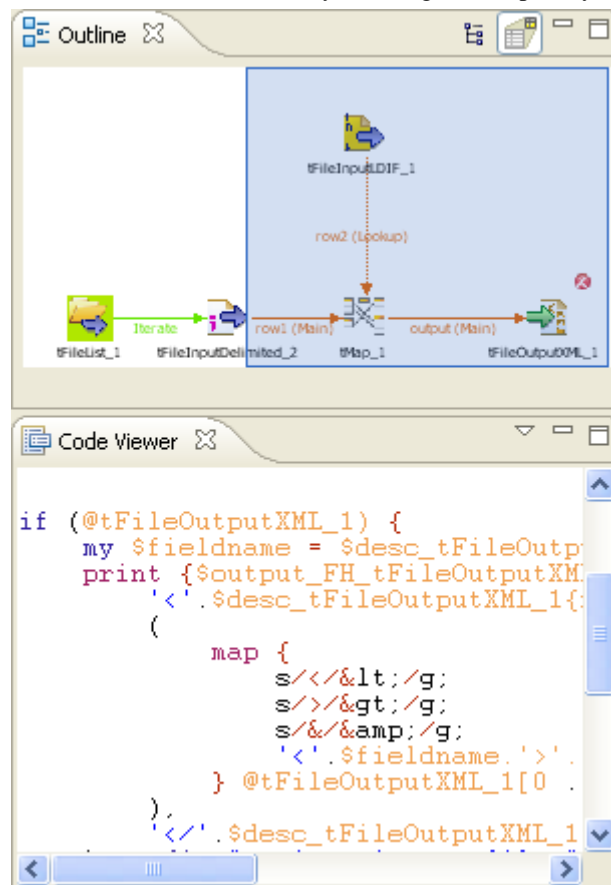 Outline
tFileInputLDIF_1
row2 (Lookup)
Iterate
row1 (Main)
output (Main)
tFileList_1
tFileInputDelimited_2
tMap_1
tFileOutputXML_1
Code Viewer
if (@tFileOutputXML_1) {
my $fieldname = $desc_tFileOutp
print {$output_FH_tFileOutputXM
'<'.$desc_tFileOutputXML_1{
(
map {
s/</&lt;/g;
s/>/&gt;/g;
s/&/&amp;/g;
'<'.$fieldname.'>'.
} @tFileOutputXML_1[0 .
),
'</'.$desc_tFileOutputXML_1